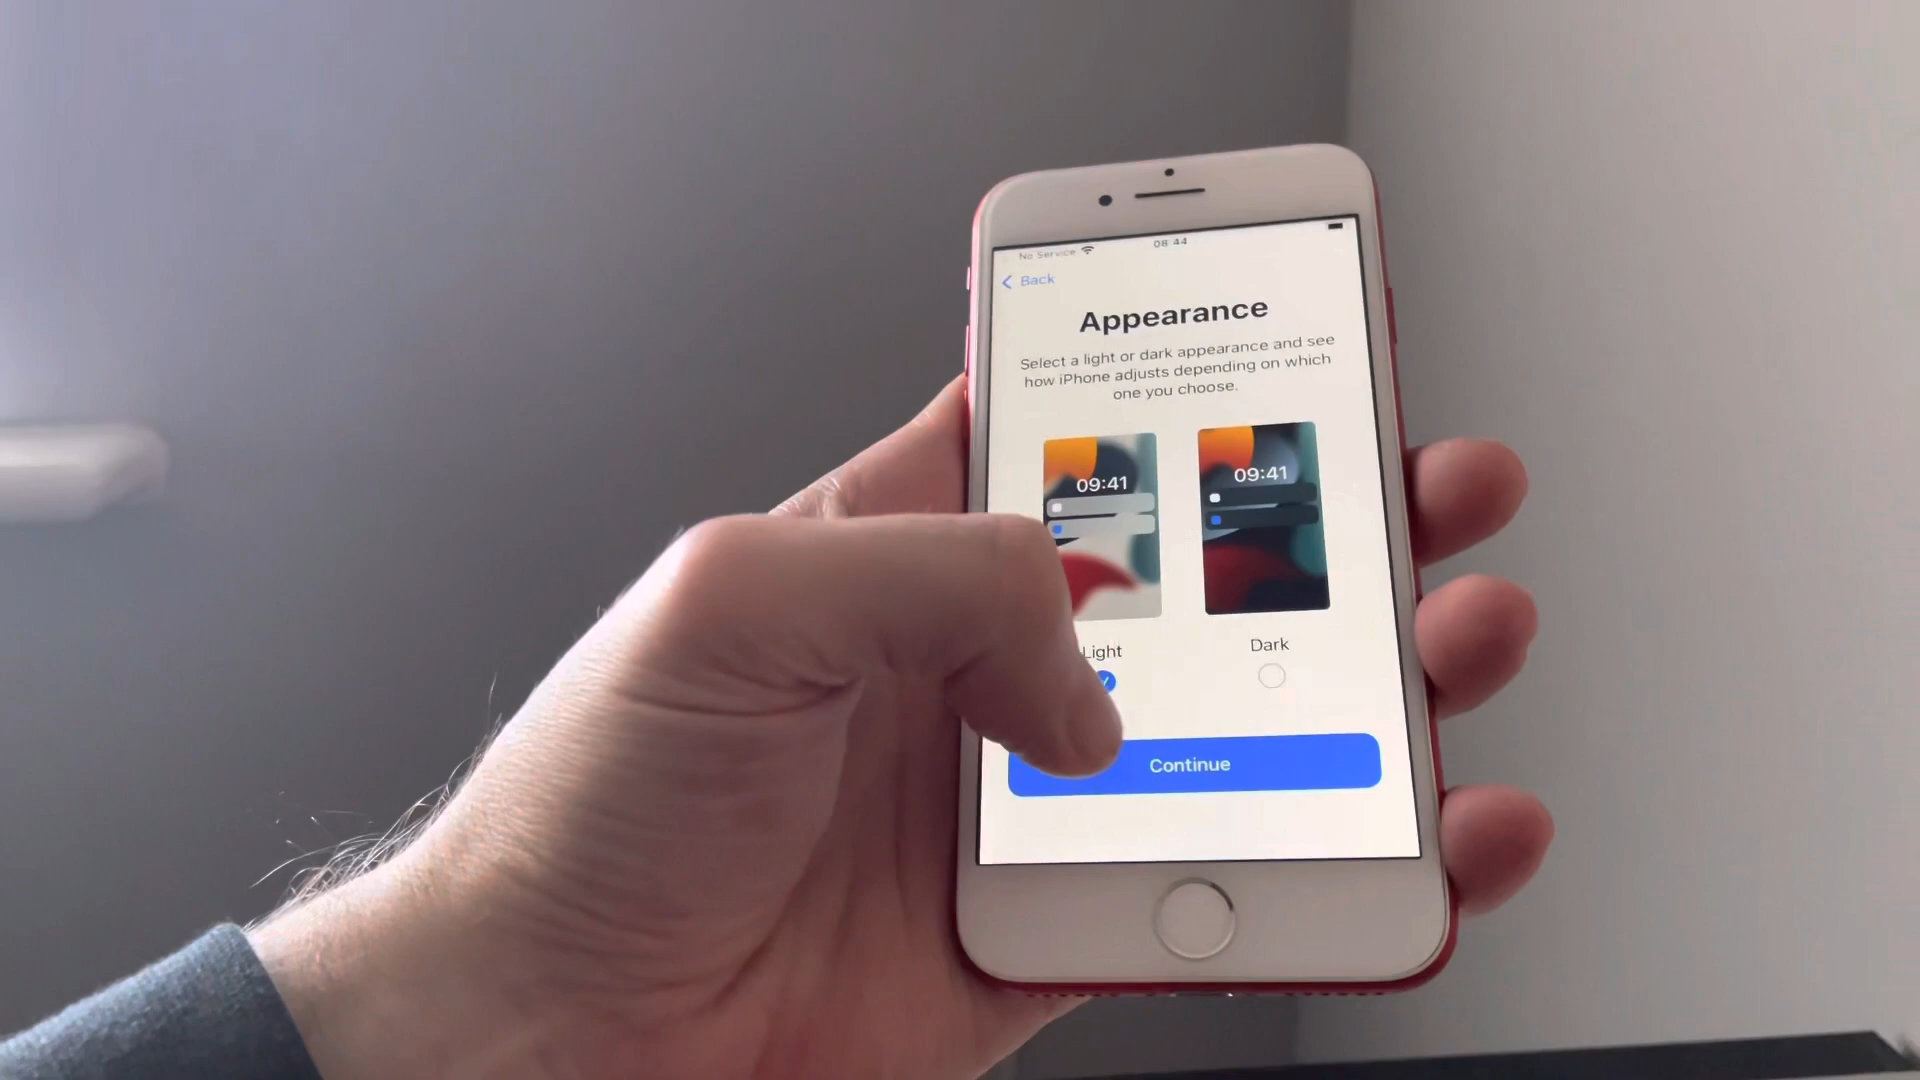 No Service 08:44
Back
Appearance
Select a light or dark appearance and see
how iPhone adjusts depending on which
one you choose.
09:41 09:41
Light Dark
Continue